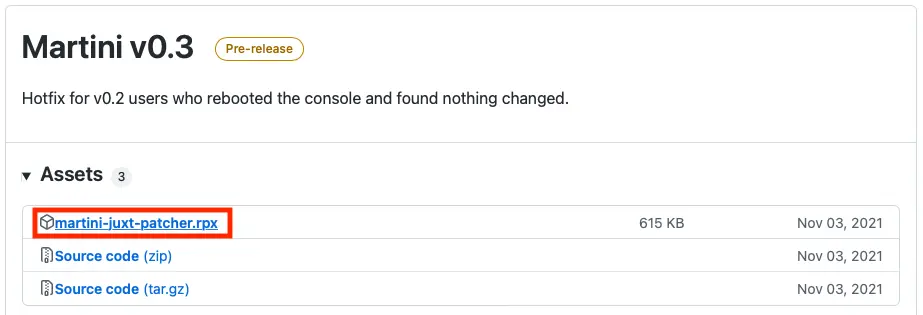 Martini v0.3 Pre-release
Hotfix for v0.2 users who rebooted the console and found nothing changed.
Assets 3
martini-juxt-patcher.rpx 615 KB Nov 03, 2021
Source code (zip) Nov 03, 2021
Source code (tar.gz) Nov 03, 2021